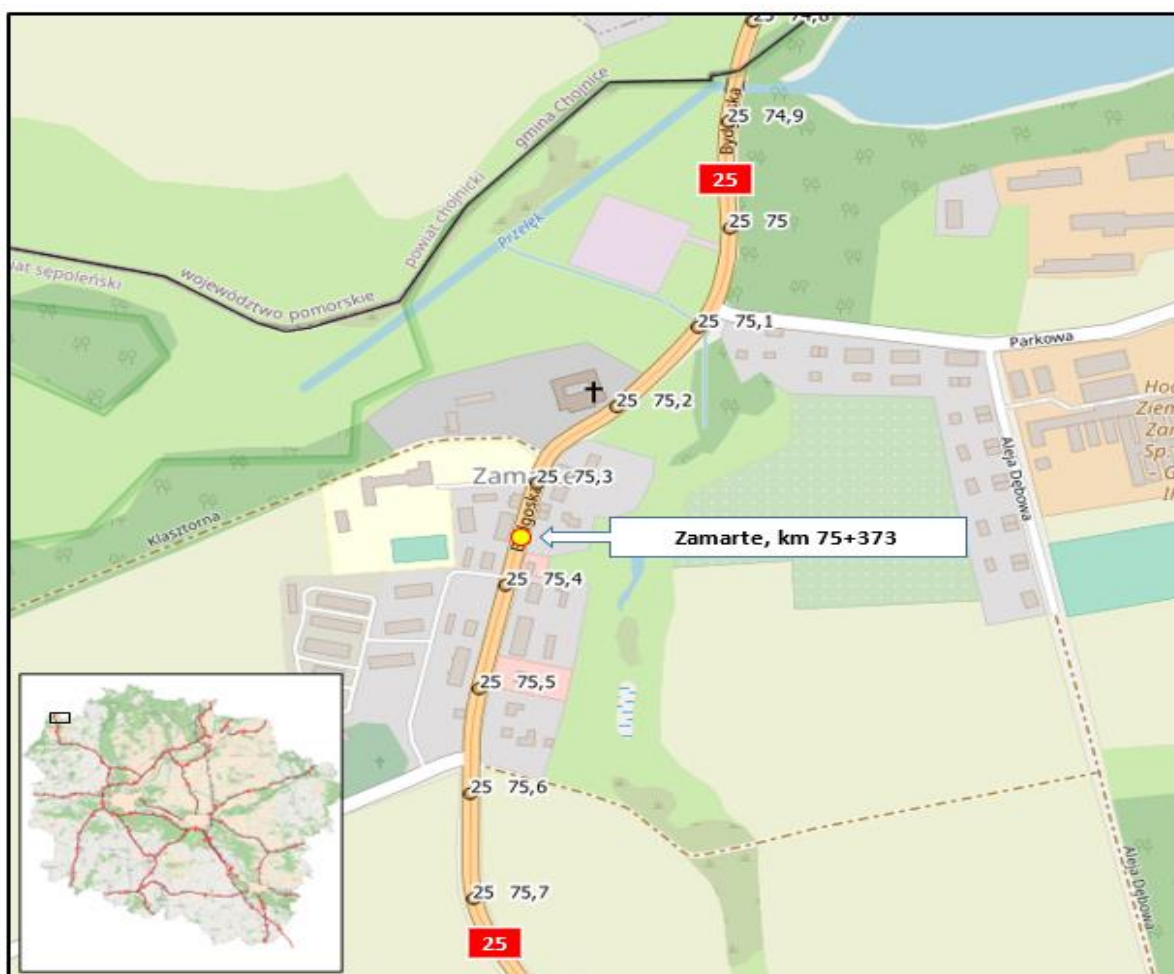 25 74,8
gmina Chojnice
powiat chojnicki
Bydgoska
25 74,9
25
25 75
Przełęk
sępoleński
województwo pomorskie
25 75,1
Parkowa
25 75,2
Aleja Dębowa
25 75,3
Klasztorna
Zamarte, km 75+373
25 75,4
25 75,5
25 75,6
Aleja Dębowa
25 75,7
25